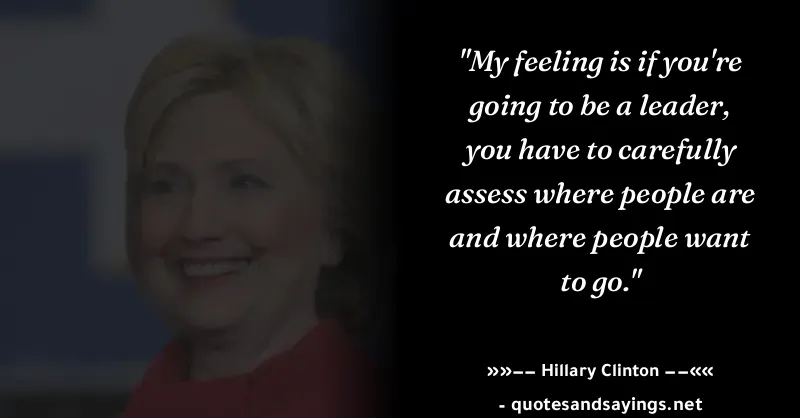 "My feeling is if you're
going to be a leader,
you have to carefully
assess where people are
and where people want
to go."
»»–– Hillary Clinton ––««
- quotesandsayings.net